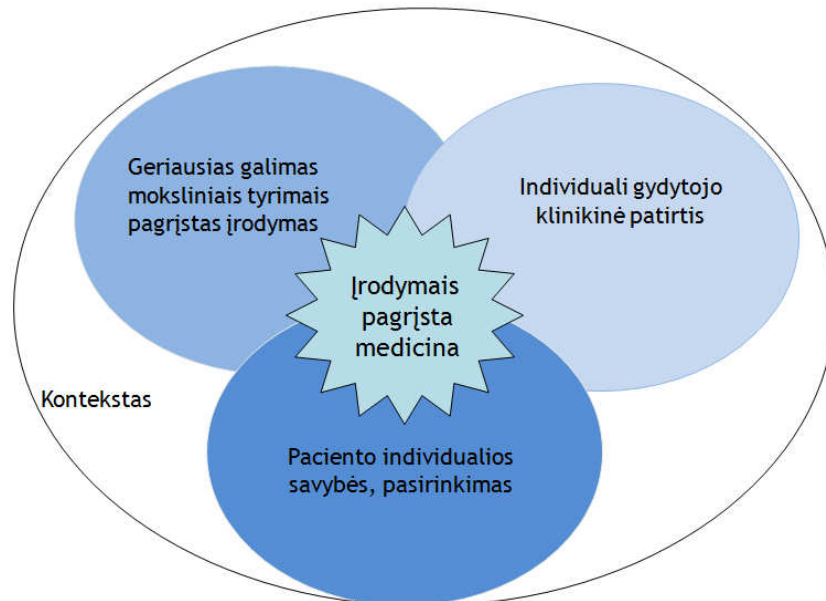 Geriausias galimas
moksliniais tyrimais
pagrįstas įrodymas
Individuali gydytojo
klinikinė patirtis
Įrodymais
pagrįsta
medicina
Kontekstas
Paciento individualios
savybės, pasirinkimas